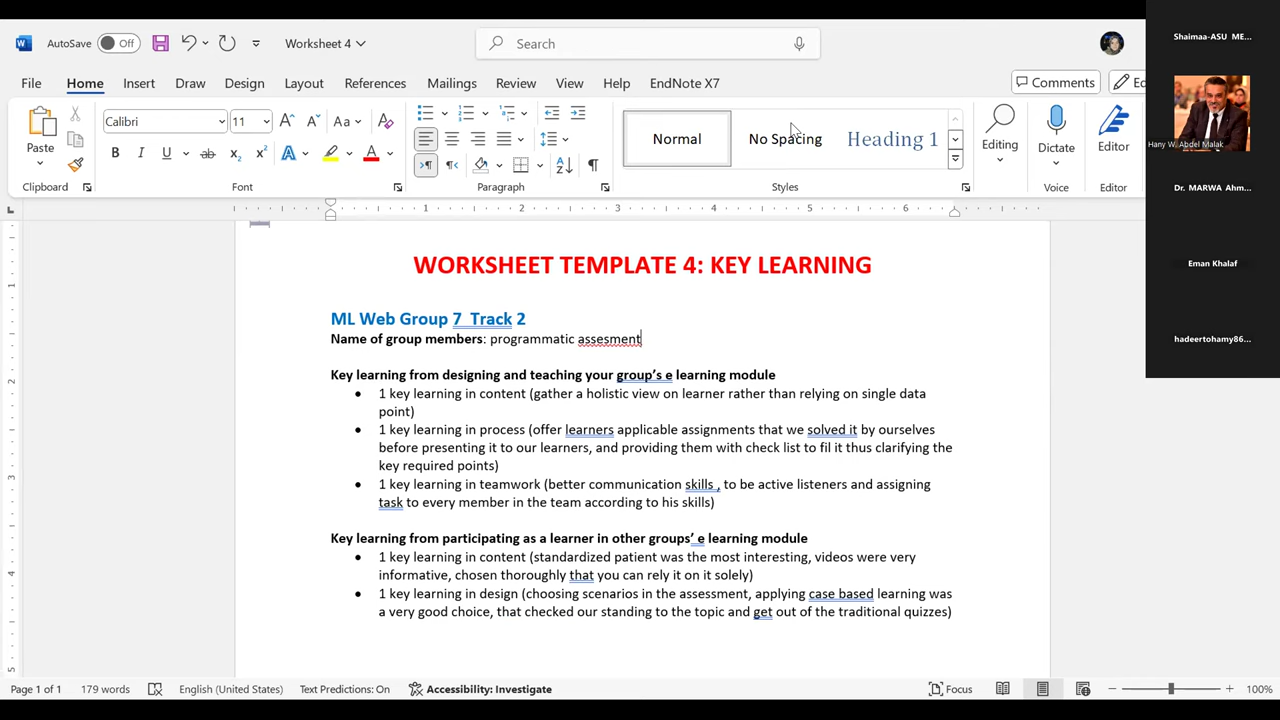 AutoSave Off Worksheet 4 Search
File Home Insert Draw Design Layout References Mailings Review View Help EndNote X7 Comments Ed
Paste Calibri 11 Aa A Normal No Spacing Heading 1 Editing Dictate Editor
B I U ab x2 x2 A A
Clipboard Font Paragraph Styles Voice Editor
1 2 3 4 5 6
WORKSHEET TEMPLATE 4: KEY LEARNING
ML Web Group 7 Track 2
Name of group members: programmatic assesment
Key learning from designing and teaching your group's e learning module
• 1 key learning in content (gather a holistic view on learner rather than relying on single data
point)
• 1 key learning in process (offer learners applicable assignments that we solved it by ourselves
before presenting it to our learners, and providing them with check list to fil it thus clarifying the
key required points)
• 1 key learning in teamwork (better communication skills , to be active listeners and assigning
task to every member in the team according to his skills)
Key learning from participating as a learner in other groups' e learning module
• 1 key learning in content (standardized patient was the most interesting, videos were very
informative, chosen thoroughly that you can rely it on it solely)
• 1 key learning in design (choosing scenarios in the assessment, applying case based learning was
a very good choice, that checked our standing to the topic and get out of the traditional quizzes)
Page 1 of 1 179 words English (United States) Text Predictions: On Accessibility: Investigate Focus 100%
Shaimaa-ASU ME...
Hany W. Abdel Malak
Dr. MARWA Ahm...
Eman Khalaf
hadeertohamy86...